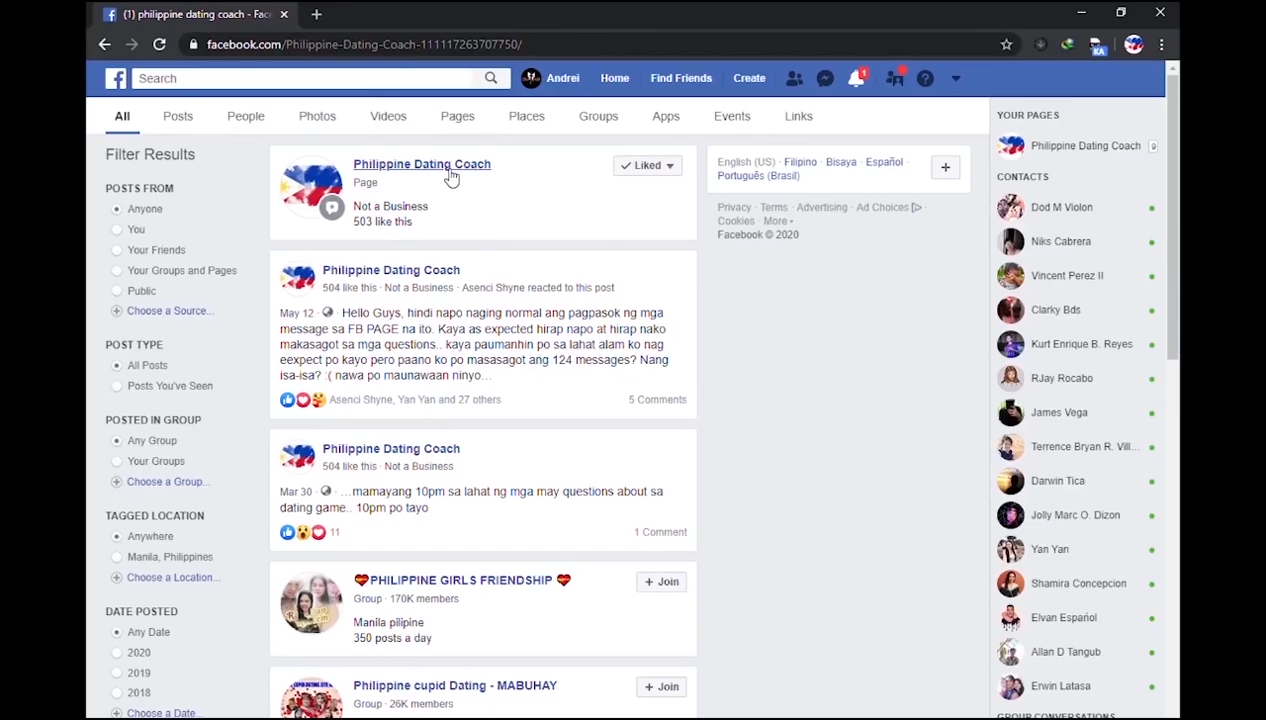 (1) philippine dating coach - Fac
facebook.com/Philippine-Dating-Coach-111117263707750/
KA
Search
Andrei
Home
Find Friends
Create
1
All
Posts
People
Photos
Videos
Pages
Places
Groups
Apps
Events
Links
Filter Results
POSTS FROM
Anyone
You
Your Friends
Your Groups and Pages
Public
Choose a Source...
POST TYPE
All Posts
Posts You've Seen
POSTED IN GROUP
Any Group
Your Groups
Choose a Group...
TAGGED LOCATION
Anywhere
Manila, Philippines
Choose a Location...
DATE POSTED
Any Date
2020
2019
2018
Choose a Date...
Philippine Dating Coach
Page
Not a Business
503 like this
Liked
Philippine Dating Coach
504 like this · Not a Business · Asenci Shyne reacted to this post
May 12 · Hello Guys, hindi napo naging normal ang pagpasok ng mga
message sa FB PAGE na ito. Kaya as expected hirap napo at hirap nako
makasagot sa mga questions.. kaya paumanhin po sa lahat alam ko nag
eexpect po kayo pero paano ko po masasagot ang 124 messages? Nang
isa-isa? :( nawa po maunawaan ninyo...
Asenci Shyne, Yan Yan and 27 others
5 Comments
Philippine Dating Coach
504 like this · Not a Business
Mar 30 · ...mamayang 10pm sa lahat ng mga may questions about sa
dating game.. 10pm po tayo
11
1 Comment
PHILIPPINE GIRLS FRIENDSHIP
Group · 170K members
Manila pilipine
350 posts a day
+ Join
Philippine cupid Dating - MABUHAY
Group · 26K members
+ Join
English (US) · Filipino · Bisaya · Español ·
Português (Brasil)
Privacy · Terms · Advertising · Ad Choices ·
Cookies · More
Facebook © 2020
YOUR PAGES
Philippine Dating Coach
CONTACTS
Dod M Violon
Niks Cabrera
Vincent Perez II
Clarky Bds
Kurt Enrique B. Reyes
RJay Rocabo
James Vega
Terrence Bryan R. Vill...
Darwin Tica
Jolly Marc O. Dizon
Yan Yan
Shamira Concepcion
Elvan Español
Allan D Tangub
Erwin Latasa
GROUP CONVERSATIONS